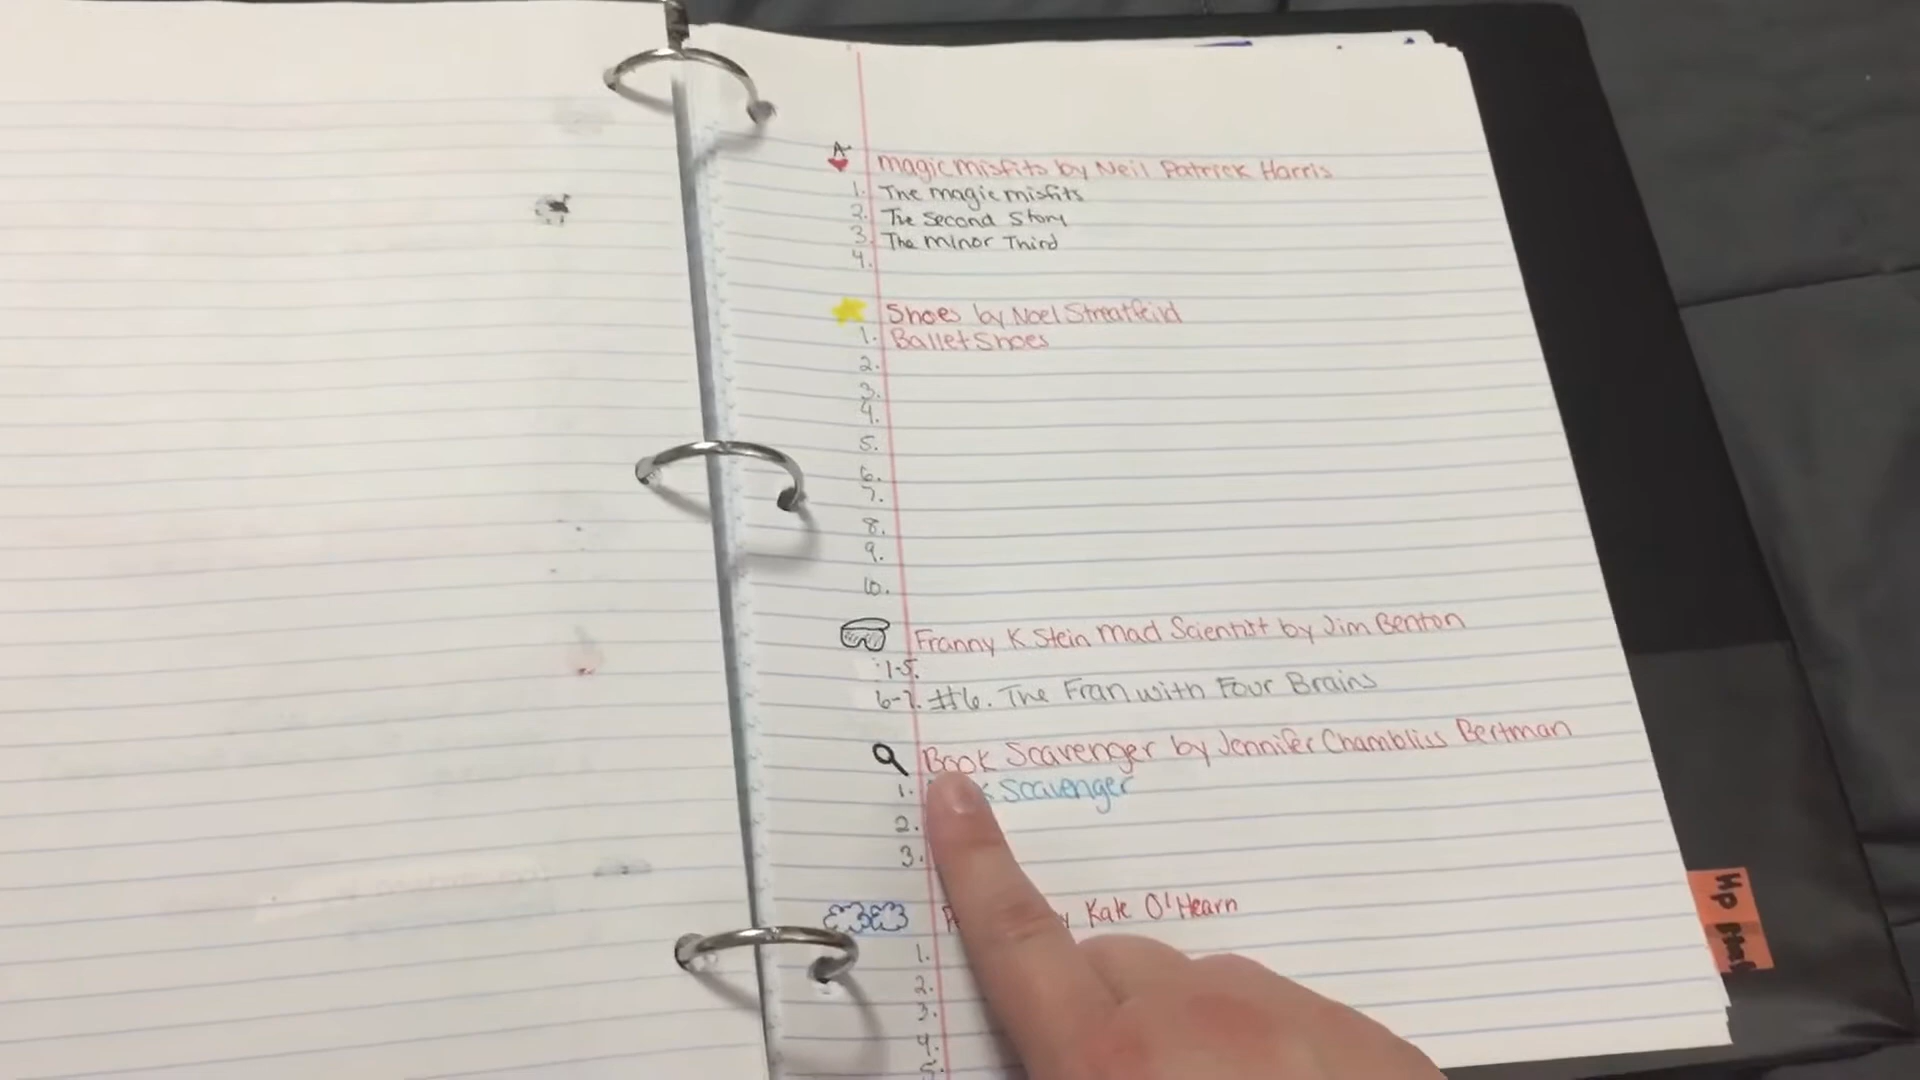 A
Magic Misfits by Neil Patrick Harris
1. The Magic Misfits
2. The Second Story
3. The Minor Third
4.
Shoes by Noel Streatfeild
1. Ballet Shoes
2.
3.
4.
5.
6.
7.
8.
9.
10.
Franny K Stein Mad Scientist by Jim Benton
1-5.
6-7. #6. The Fran with Four Brains
Book Scavenger by Jennifer Chambliss Bertman
1. Scavenger
2.
3.
Kate O'Hearn
1.
2.
3.
4.
5.
HP